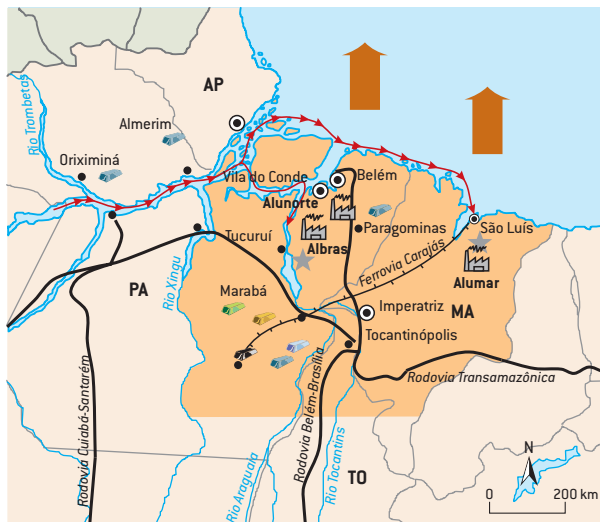 AP
Rio Trombetas
Almerim
Oriximiná
Vila do Conde
Belém
Alunorte
Paragominas
São Luís
Tucuruí
Albras
Ferrovia Carajás
Alumar
Rio Xingu
PA
Marabá
Imperatriz
MA
Tocantinópolis
Rodovia Transamazônica
Rodovia Cuiabá-Santarém
Rodovia Belém-Brasília
Rio Araguaia
Rio Tocantins
TO
N
0 200 km